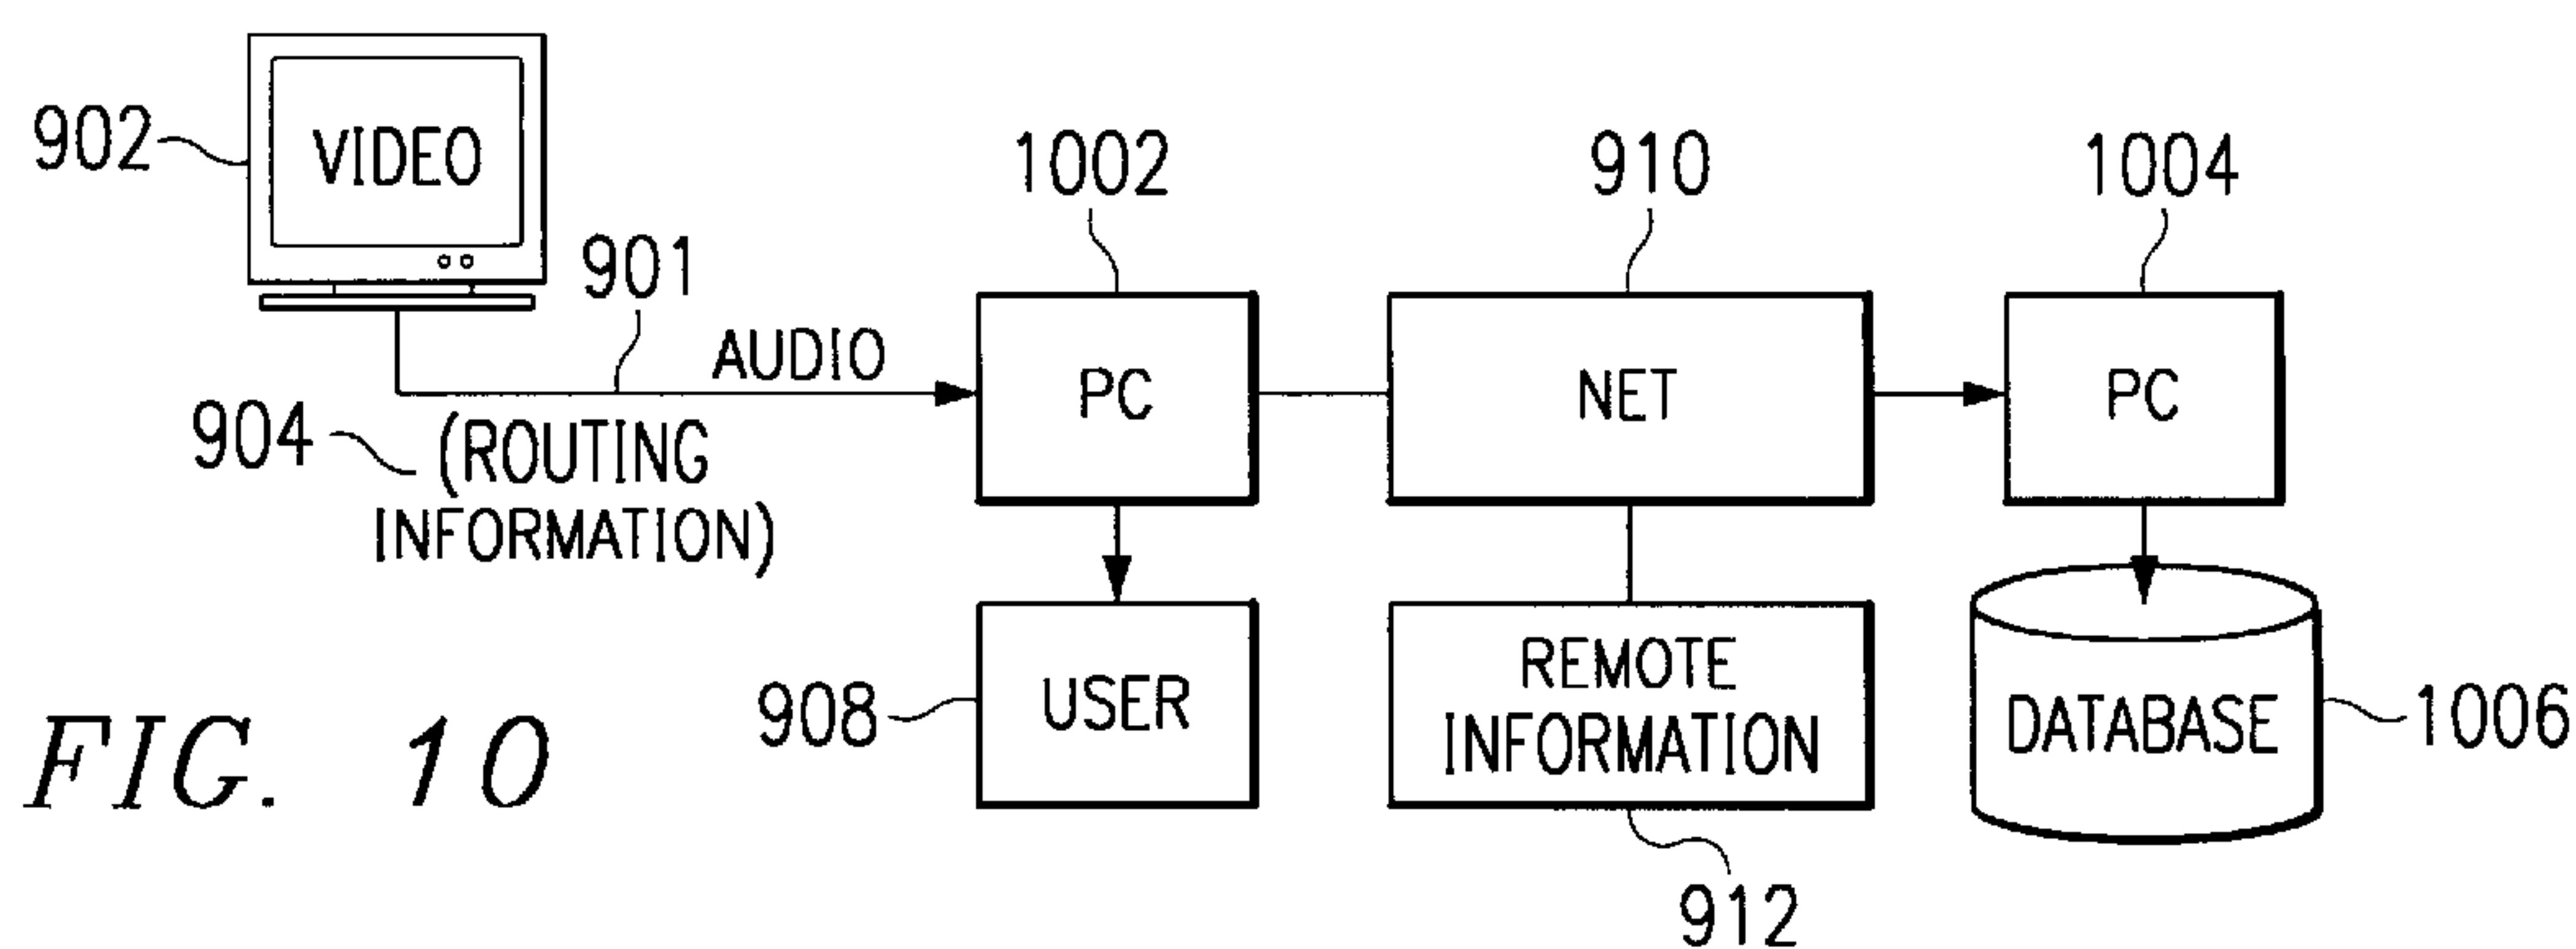 902
VIDEO
901
AUDIO
904
(ROUTING
INFORMATION)
1002
PC
910
NET
1004
PC
908
USER
REMOTE
INFORMATION
912
DATABASE
1006
FIG. 10